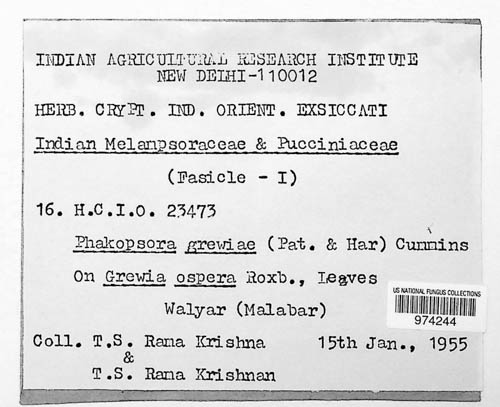 INDIAN AGRICULTURAL RESEARCH INSTITUTE
NEW DELHI-110012
HERB. CRYPT. IND. ORIENT. EXSICCATI
Indian Melampsoraceae & Pucciniaceae
(Fasicle - I)
16. H.C.I.O. 23473
Phakopsora grewiae (Pat. & Har) Cummins
On Grewia ospera Roxb., Leaves
Walyar (Malabar)
US NATIONAL FUNGUS COLLECTIONS
974244
Coll. T.S. Rama Krishna 15th Jan., 1955
&
T.S. Rama Krishnan